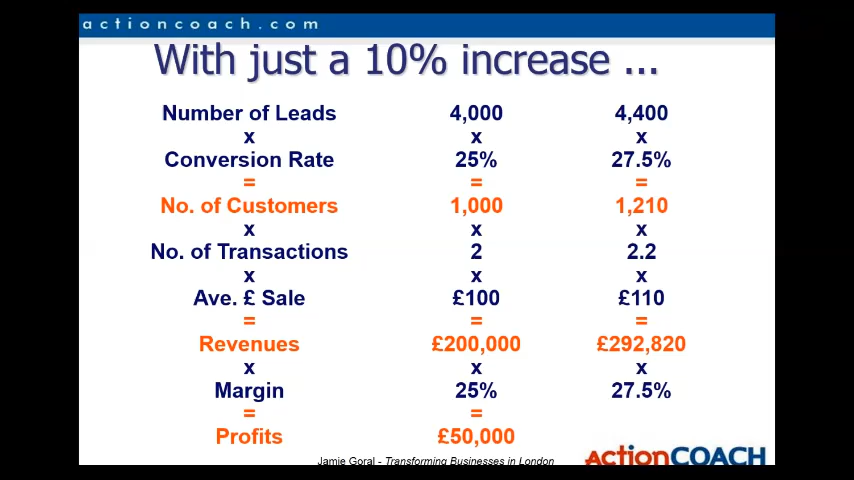 actioncoach.com
With just a 10% increase ...
Number of Leads 4,000 4,400
x x x
Conversion Rate 25% 27.5%
= = =
No. of Customers 1,000 1,210
x x x
No. of Transactions 2 2.2
x x x
Ave. £ Sale £100 £110
= = =
Revenues £200,000 £292,820
x x x
Margin 25% 27.5%
= =
Profits £50,000
Jamie Goral - Transforming Businesses in London
ActionCOACH